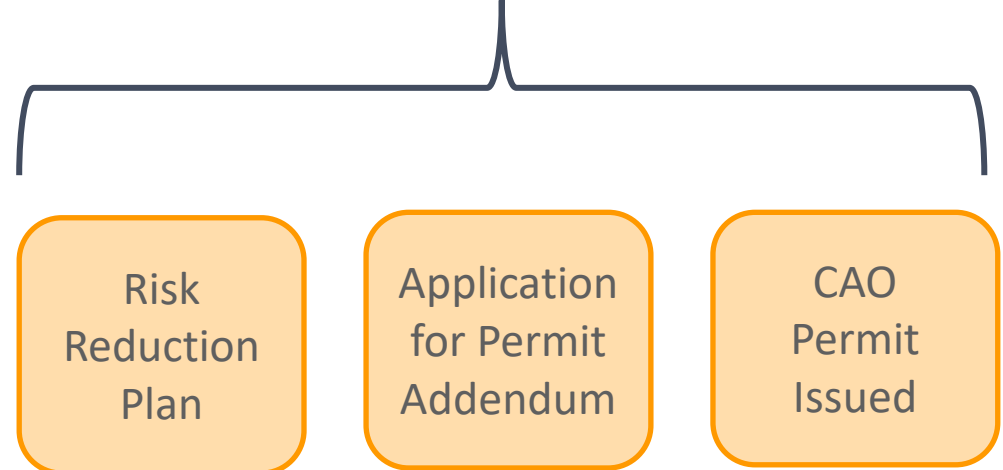 Risk
Reduction
Plan
Application
for Permit
Addendum
CAO
Permit
Issued